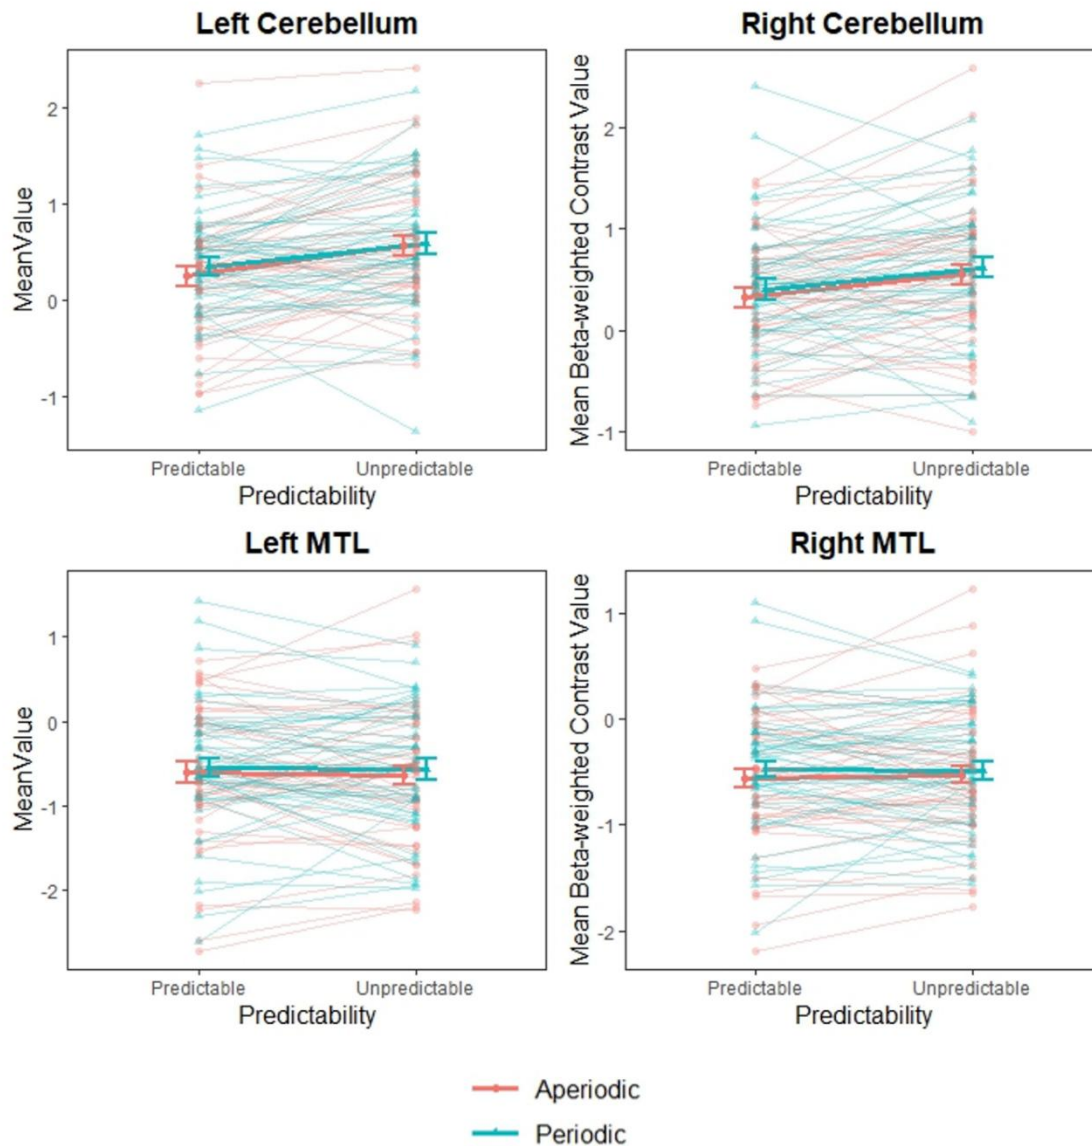 Left Cerebellum
MeanValue
2
1
0
-1
Predictable
Unpredictable
Predictability
Right Cerebellum
Mean Beta-weighted Contrast Value
2
1
0
-1
Predictable
Unpredictable
Predictability
Left MTL
MeanValue
1
0
-1
-2
Predictable
Unpredictable
Predictability
Right MTL
Mean Beta-weighted Contrast Value
1
0
-1
-2
Predictable
Unpredictable
Predictability
Aperiodic
Periodic